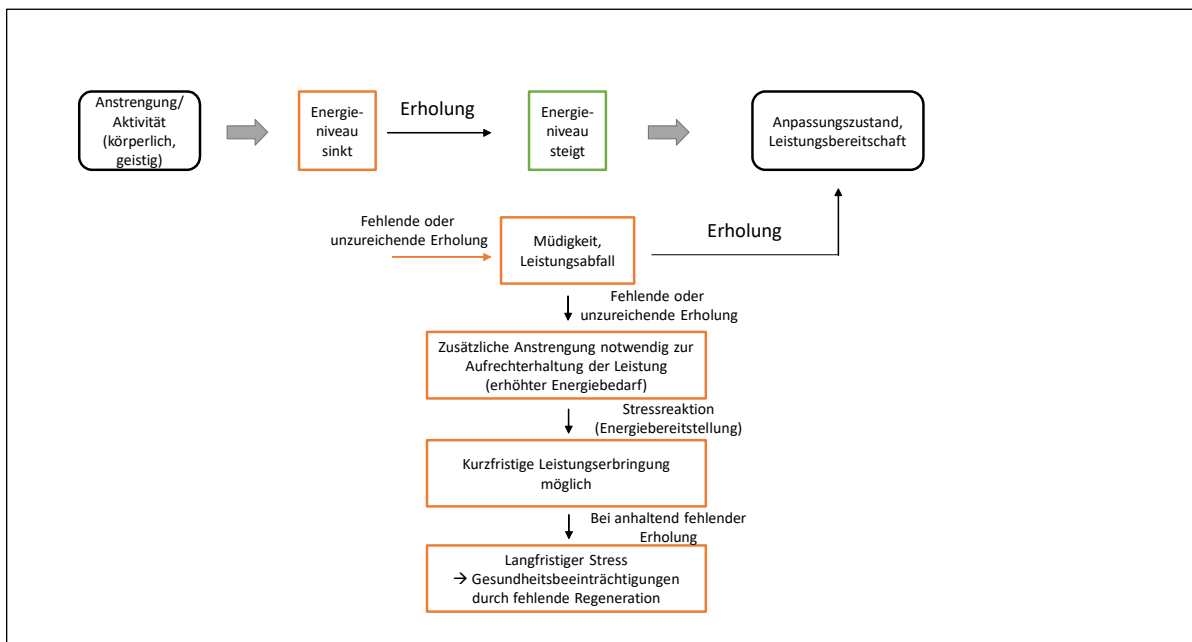 Anstrengung/
Aktivität
(körperlich,
geistig)
Energie-
niveau
sinkt
Erholung
Energie-
niveau
steigt
Anpassungszustand,
Leistungsbereitschaft
Fehlende oder
unzureichende Erholung
Müdigkeit,
Leistungsabfall
Erholung
Fehlende oder
unzureichende Erholung
Zusätzliche Anstrengung notwendig zur
Aufrechterhaltung der Leistung
(erhöhter Energiebedarf)
Stressreaktion
(Energiebereitstellung)
Kurzfristige Leistungserbringung
möglich
Bei anhaltend fehlender
Erholung
Langfristiger Stress
→ Gesundheitsbeeinträchtigungen
durch fehlende Regeneration